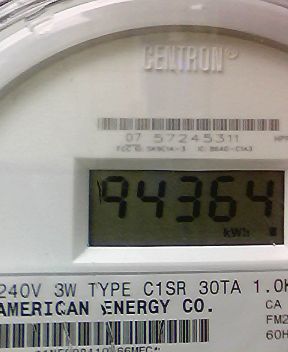 CENTRON®
07 57245311
94364
kWh
240V 3W TYPE C1SR 30TA 1.0K
AMERICAN ENERGY CO.
CA
FM2
60H